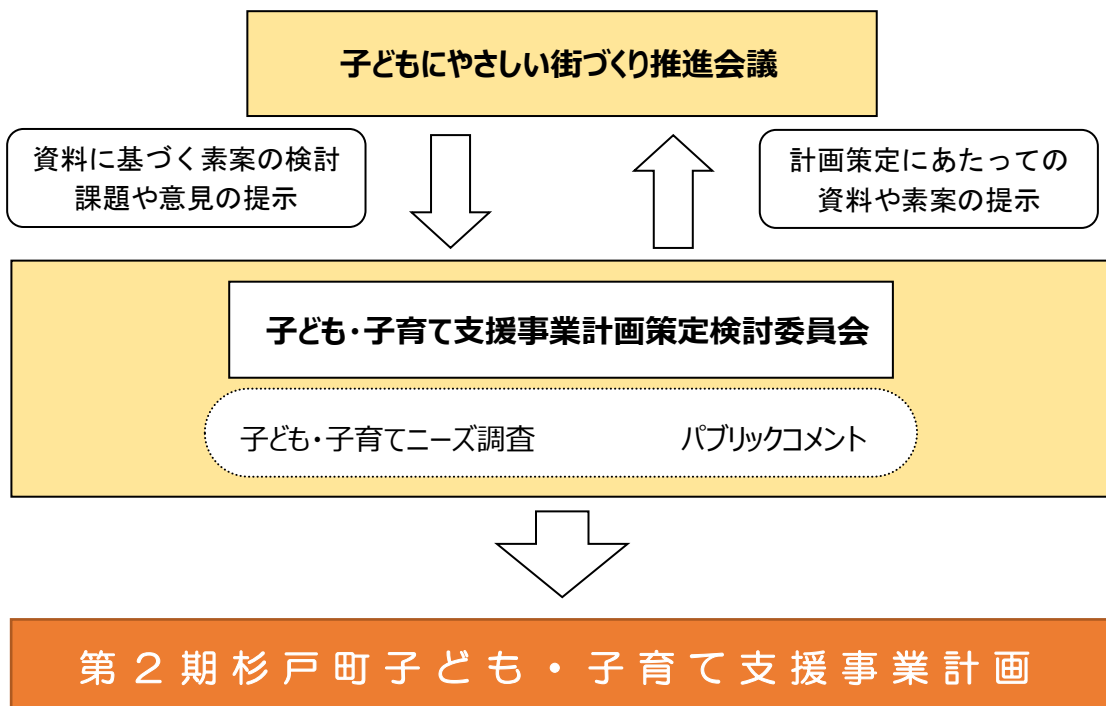 子どもにやさしい街づくり推進会議
資料に基づく素案の検討
課題や意見の提示
計画策定にあたっての
資料や素案の提示
子ども・子育て支援事業計画策定検討委員会
子ども・子育てニーズ調査
パブリックコメント
第２期杉戸町子ども・子育て支援事業計画